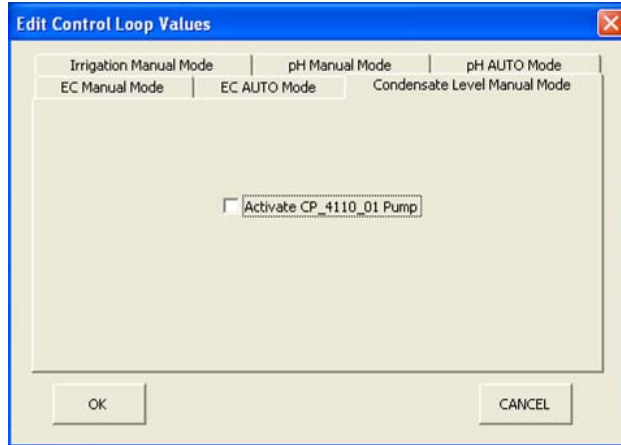 Edit Control Loop Values
Irrigation Manual Mode pH Manual Mode pH AUTO Mode
EC Manual Mode EC AUTO Mode Condensate Level Manual Mode
Activate CP_4110_01 Pump
OK CANCEL